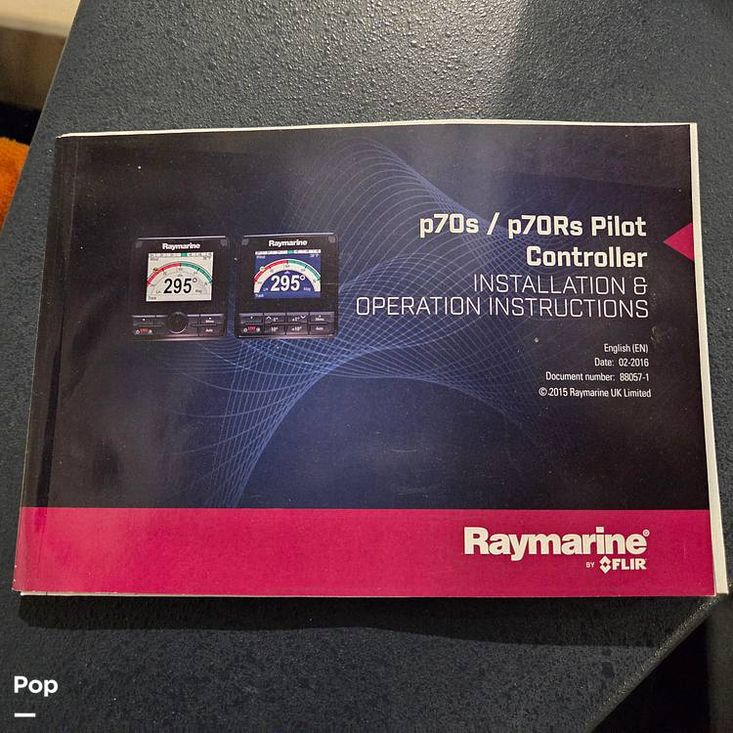 p70s / p70Rs Pilot
Controller
INSTALLATION &
OPERATION INSTRUCTIONS
English (EN)
Date: 02-2016
Document number: 88057-1
© 2015 Raymarine UK Limited
Raymarine
Raymarine
295°
295°
Raymarine®
BY FLIR
Pop